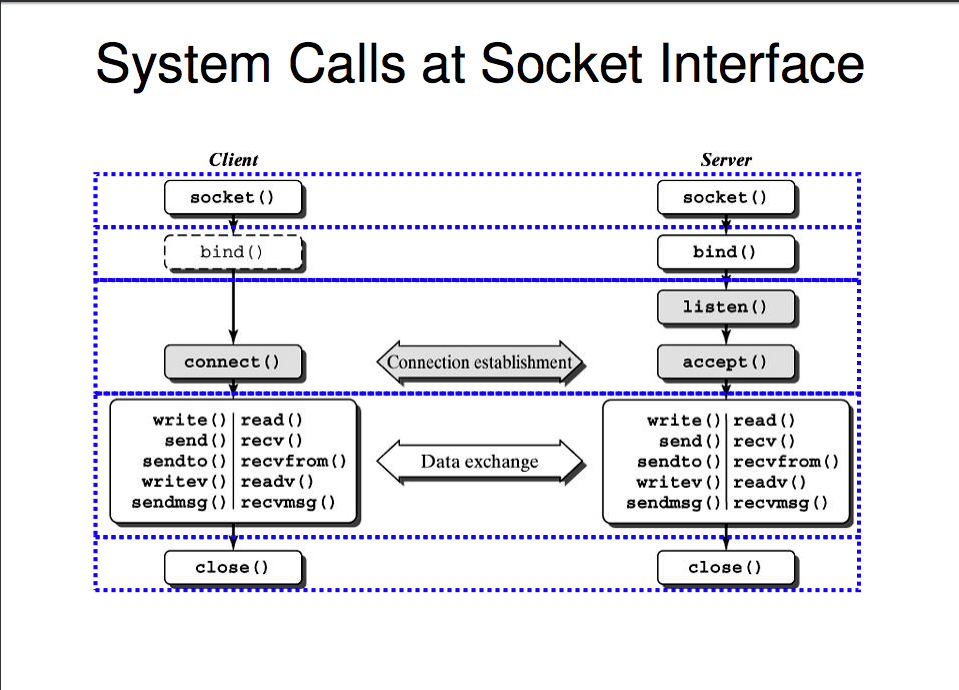 System Calls at Socket Interface
Client Server
socket() socket()
bind() bind()
listen()
connect() Connection establishment accept()
write() read() write() read()
send() recv() send() recv()
sendto() recvfrom() Data exchange sendto() recvfrom()
writev() readv() writev() readv()
sendmsg() recvmsg() sendmsg() recvmsg()
close() close()